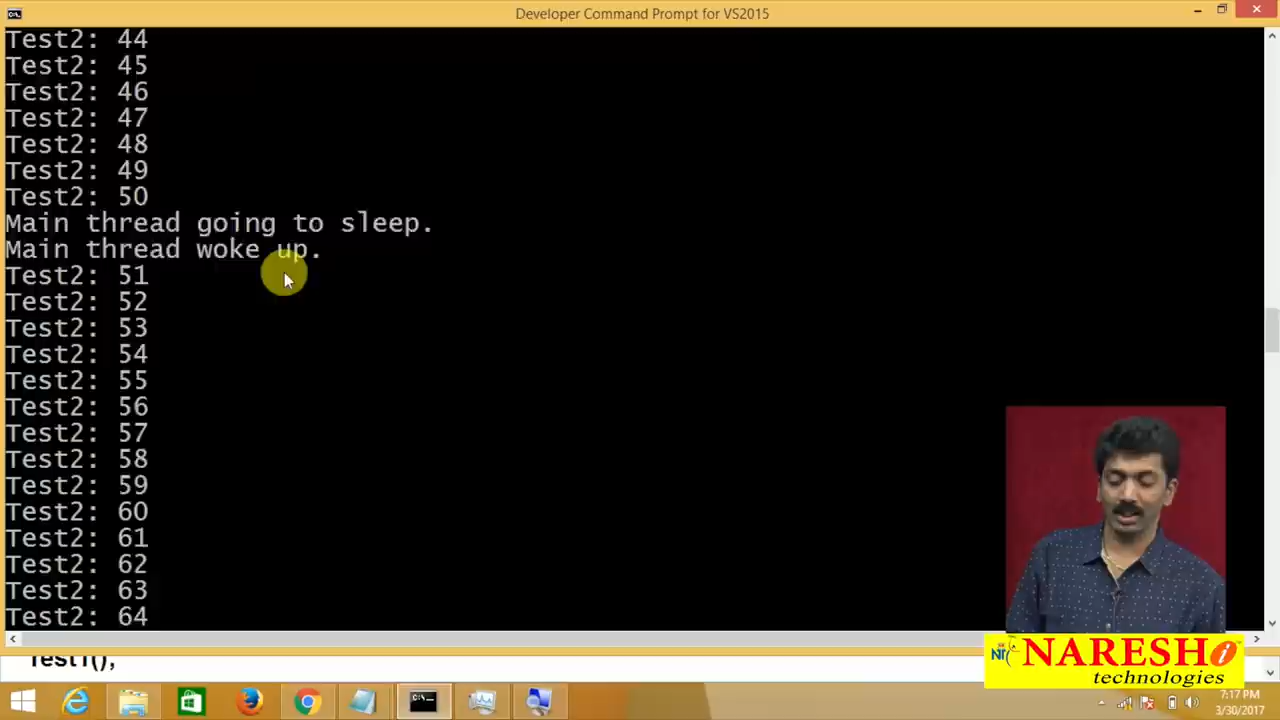 Developer Command Prompt for VS2015
Test2: 44
Test2: 45
Test2: 46
Test2: 47
Test2: 48
Test2: 49
Test2: 50
Main thread going to sleep.
Main thread woke up.
Test2: 51
Test2: 52
Test2: 53
Test2: 54
Test2: 55
Test2: 56
Test2: 57
Test2: 58
Test2: 59
Test2: 60
Test2: 61
Test2: 62
Test2: 63
Test2: 64
Test1();
NARESH i
technologies
7:17 PM
3/30/2017